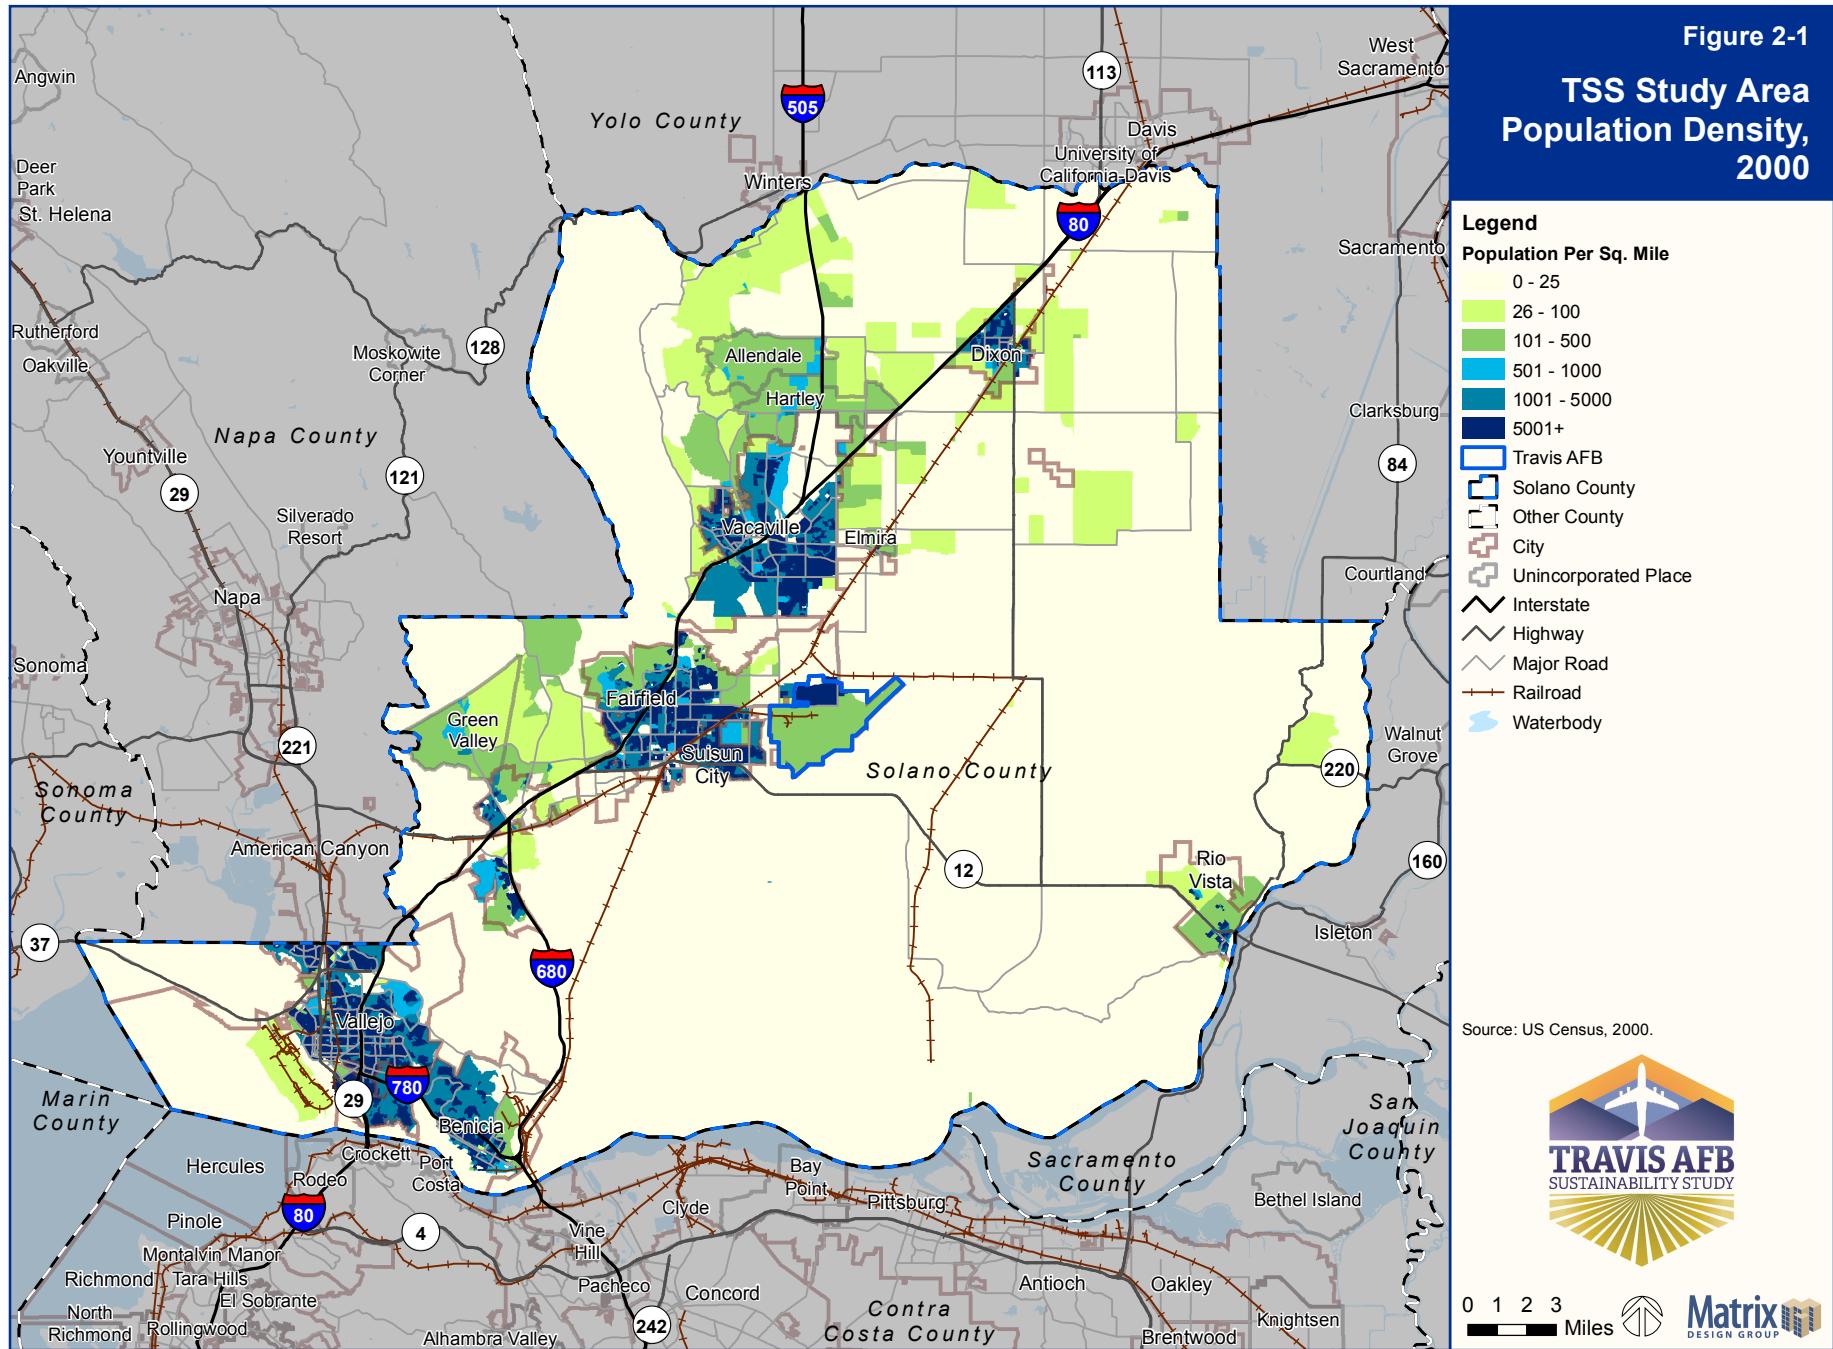 Figure 2-1
TSS Study Area
Population Density,
2000
Legend
Population Per Sq. Mile
0 - 25
26 - 100
101 - 500
501 - 1000
1001 - 5000
5001+
Travis AFB
Solano County
Other County
City
Unincorporated Place
Interstate
Highway
Major Road
Railroad
Waterbody
Source: US Census, 2000.
TRAVIS AFB
SUSTAINABILITY STUDY
0 1 2 3
Miles
Matrix
DESIGN GROUP
Angwin
Yolo County
505
113
West
Sacramento
Davis
University of
California-Davis
Deer
Park
St. Helena
Winters
80
Sacramento
Rutherford
Oakville
Moskowite
Corner
128
Allendale
Dixon
Hartley
Clarksburg
Napa County
Yountville
29
121
84
Silverado
Resort
Vacaville
Elmira
Courtland
Napa
Sonoma
Fairfield
Green
Valley
221
Suisun
City
Solano County
Walnut
Grove
220
Sonoma
County
American Canyon
12
Rio
Vista
160
37
Isleton
680
Vallejo
780
29
Marin
County
Benicia
San
Joaquin
County
Hercules
Crockett
Port
Costa
Rodeo
Bay
Point
Sacramento
County
Bethel Island
80
Pinole
4
Clyde
Pittsburg
Vine
Hill
Montalvin Manor
Richmond
Tara Hills
El Sobrante
Pacheco
Concord
Antioch
Oakley
North
Richmond
Rollingwood
Alhambra Valley
242
Contra
Costa County
Knightsen
Brentwood